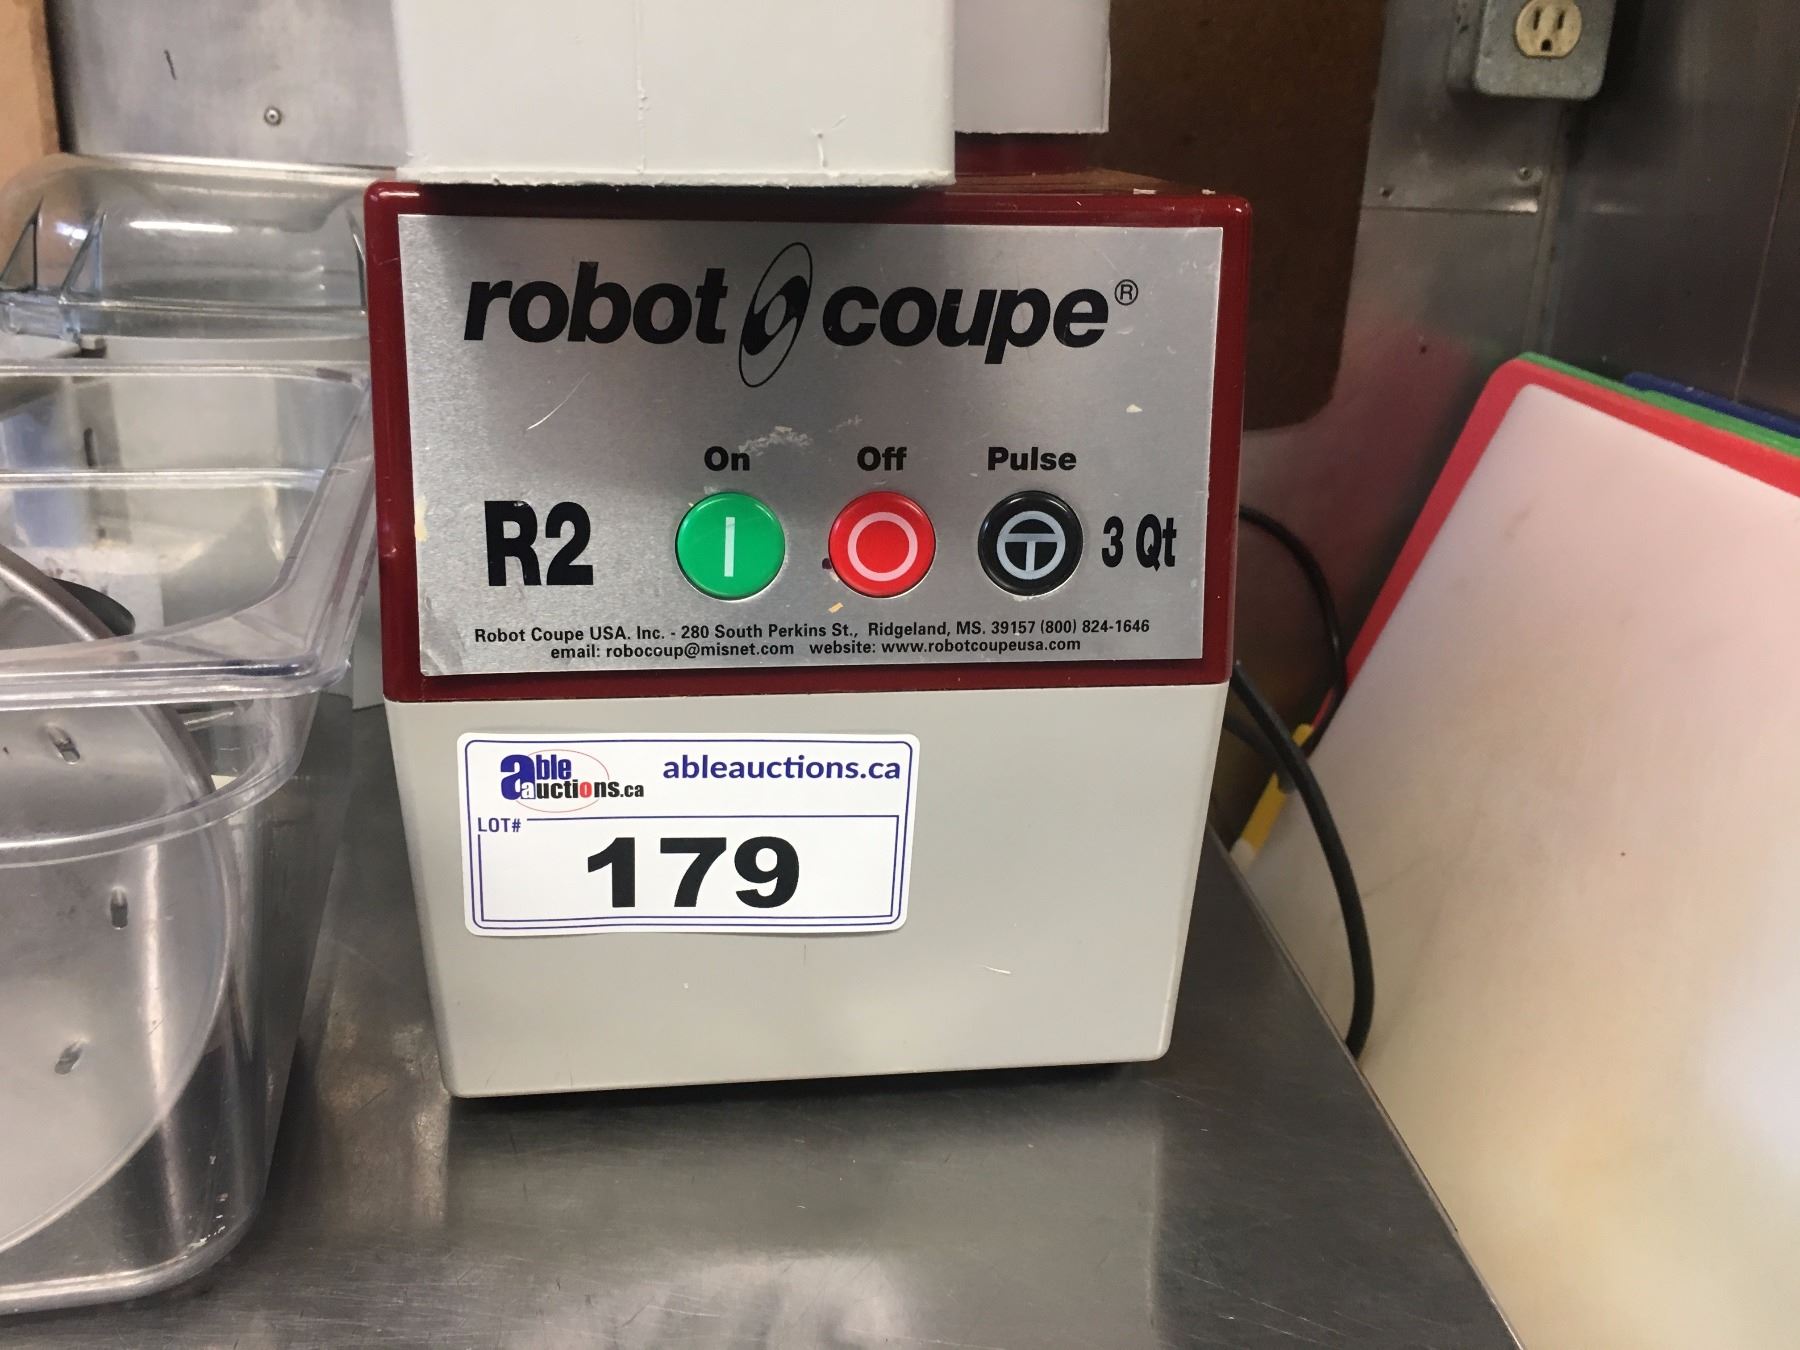 robot coupe®
On Off Pulse
R2 3 Qt
Robot Coupe USA. Inc. - 280 South Perkins St., Ridgeland, MS. 39157 (800) 824-1646
email: robocoup@misnet.com website: www.robotcoupeusa.com
able auctions.ca
ableauctions.ca
LOT#
179